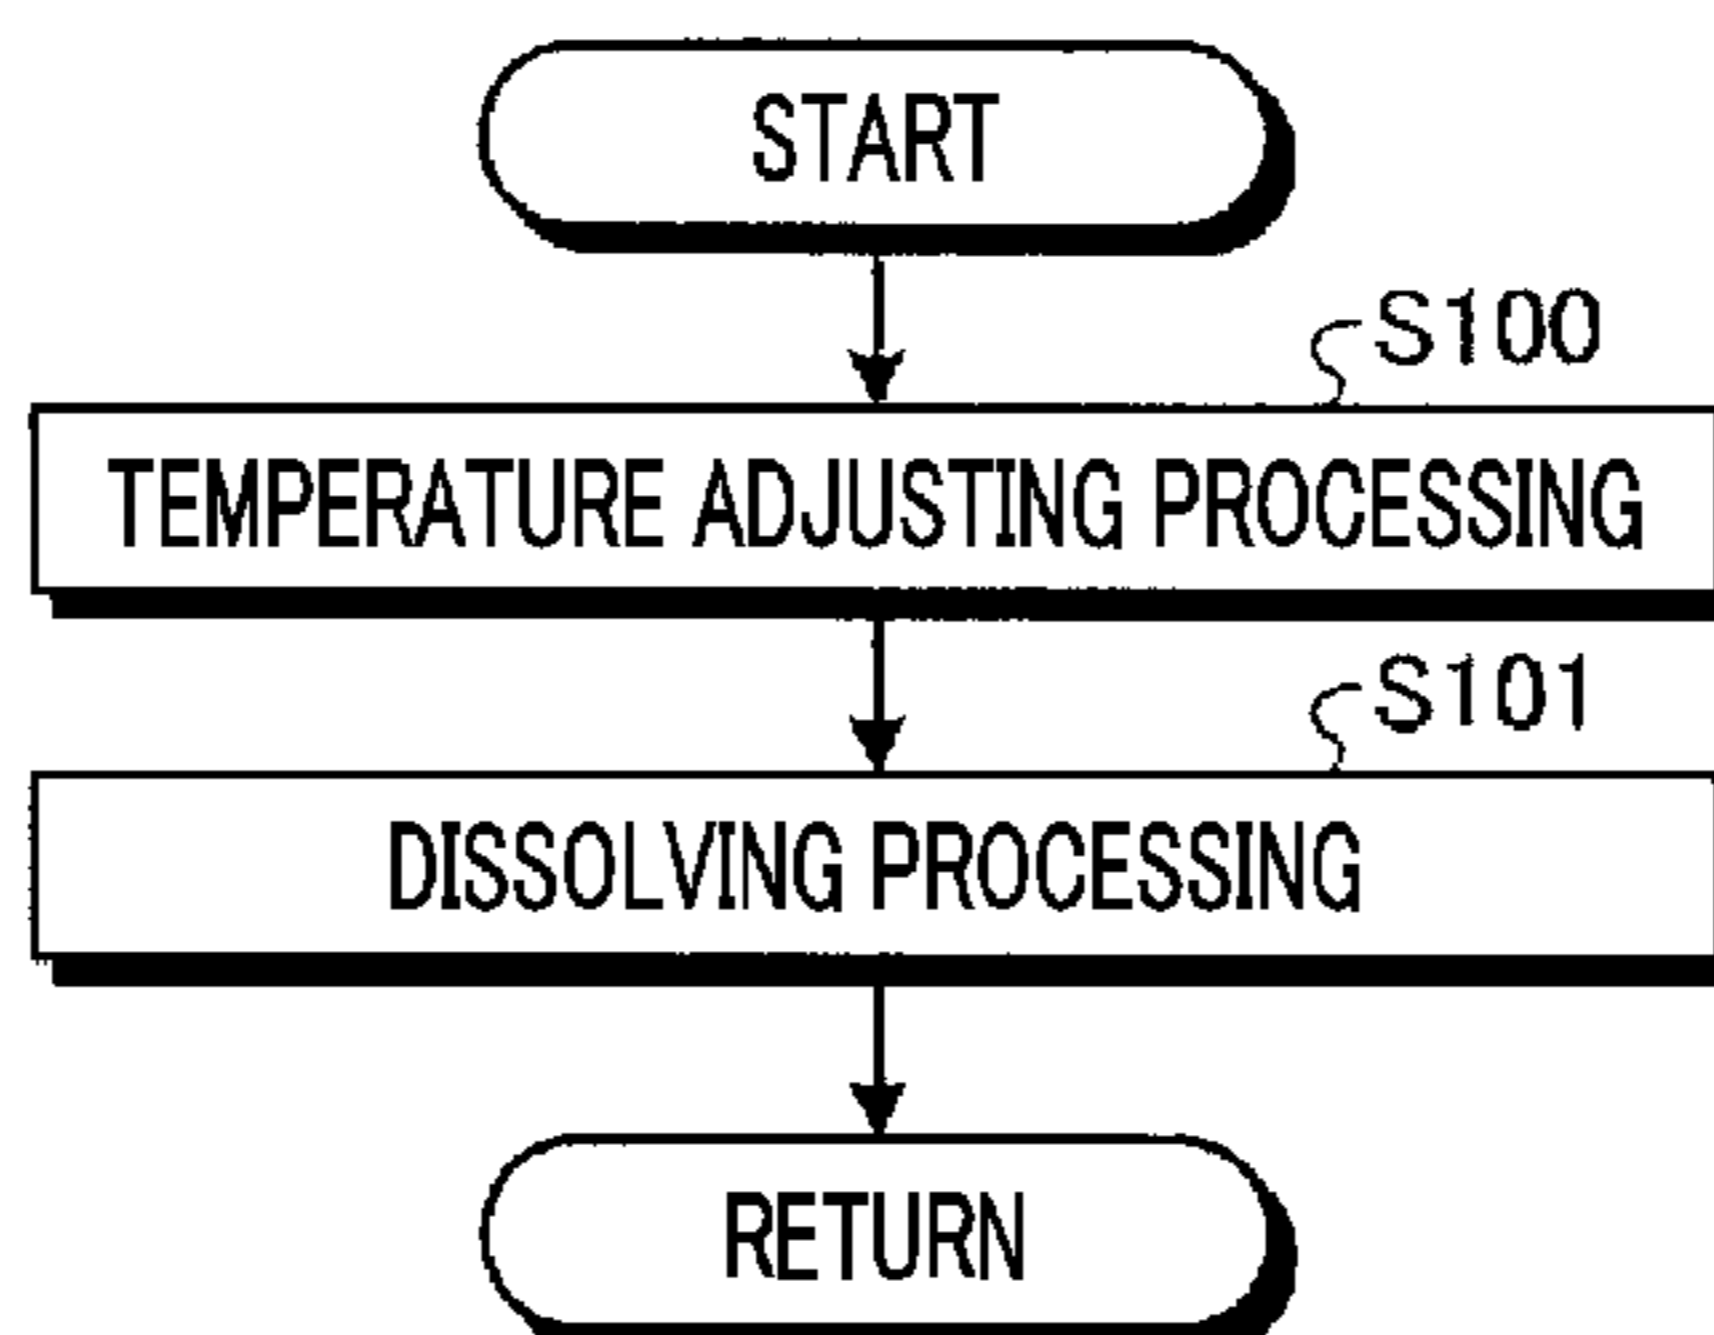 START
S100
TEMPERATURE ADJUSTING PROCESSING
S101
DISSOLVING PROCESSING
RETURN